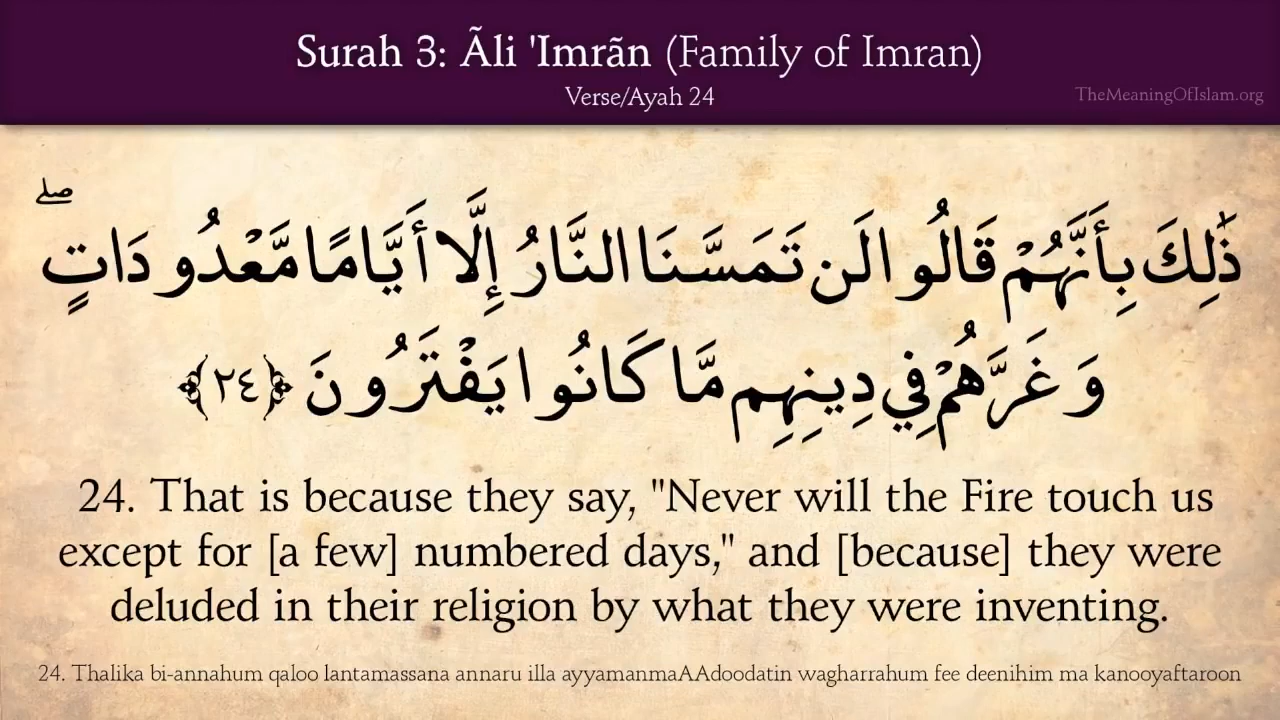 Surah 3: Ãli 'Imrãn (Family of Imran)
Verse/Ayah 24
TheMeaningOfIslam.org
ذَٰلِكَ بِأَنَّهُمْ قَالُوا لَن تَمَسَّنَا النَّارُ إِلَّا أَيَّامًا مَّعْدُودَاتٍ ۖ
وَغَرَّهُمْ فِي دِينِهِم مَّا كَانُوا يَفْتَرُونَ ﴿٢٤﴾
24. That is because they say, "Never will the Fire touch us
except for [a few] numbered days," and [because] they were
deluded in their religion by what they were inventing.
24. Thalika bi-annahum qaloo lantamassana annaru illa ayyamanmaAAdoodatin wagharrahum fee deenihim ma kanooyaftaroon